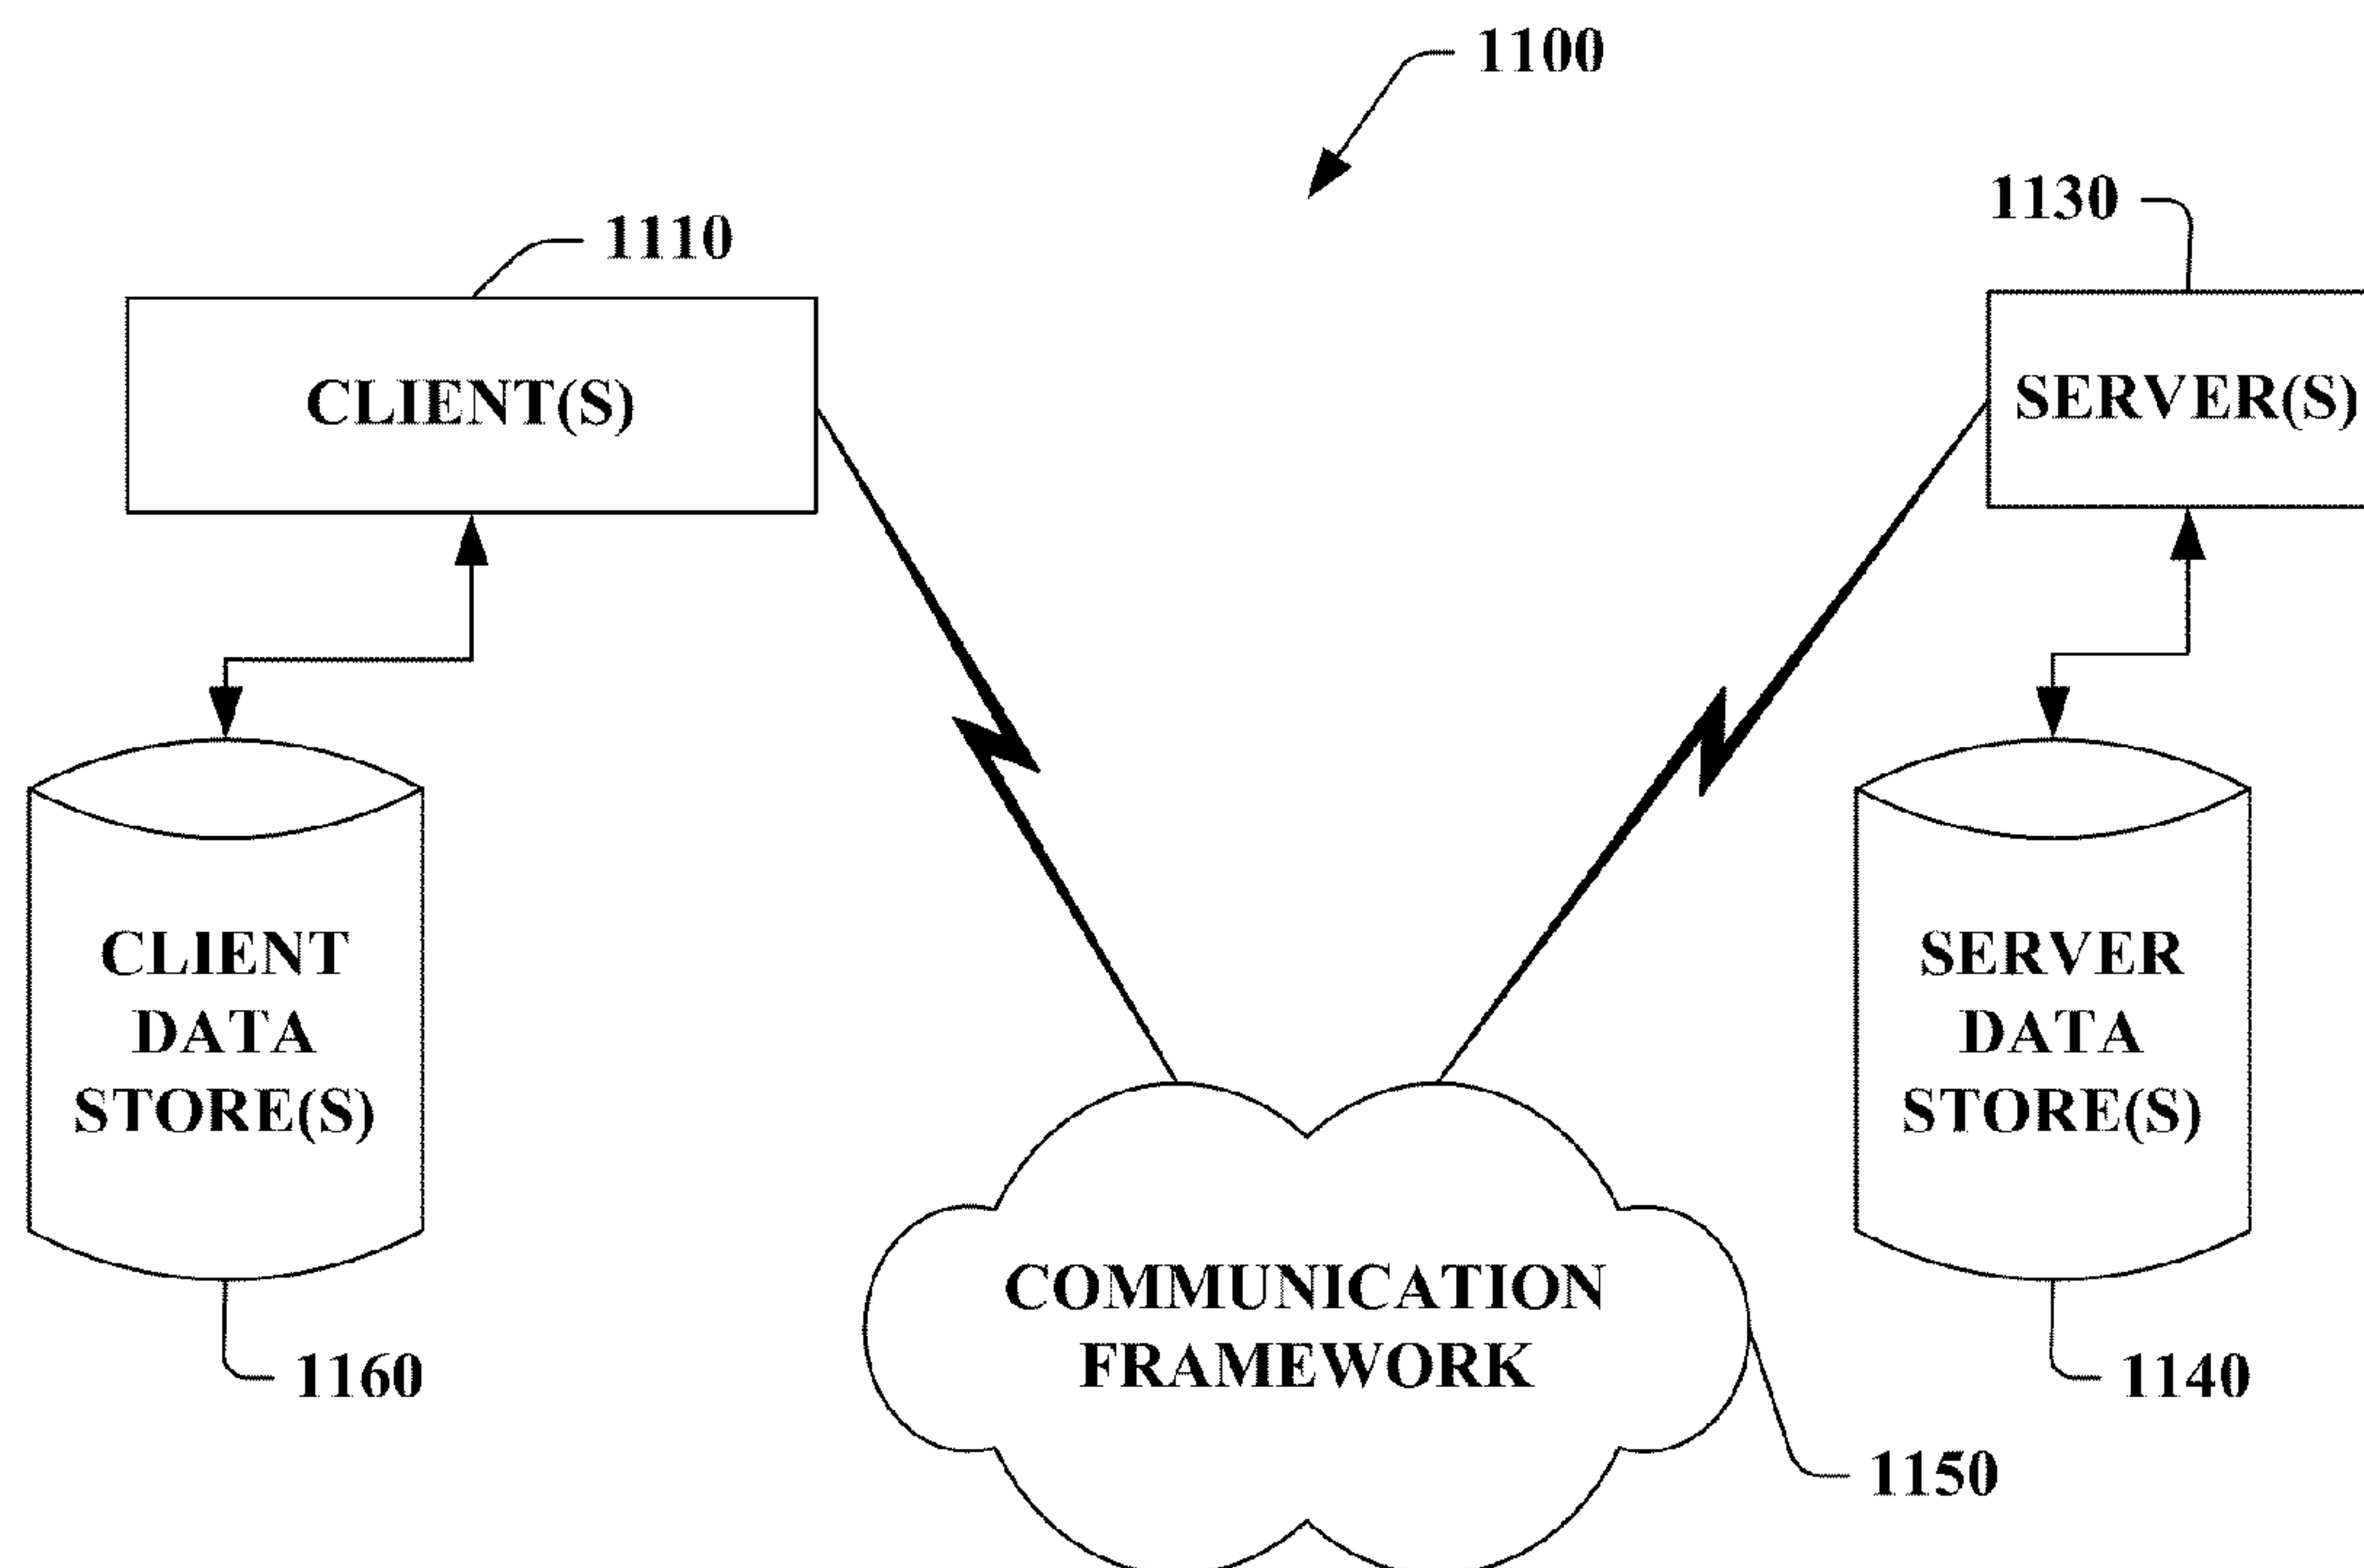 1100
1110
1130
CLIENT(S)
SERVER(S)
CLIENT
DATA
STORE(S)
SERVER
DATA
STORE(S)
COMMUNICATION
FRAMEWORK
1160
1140
1150